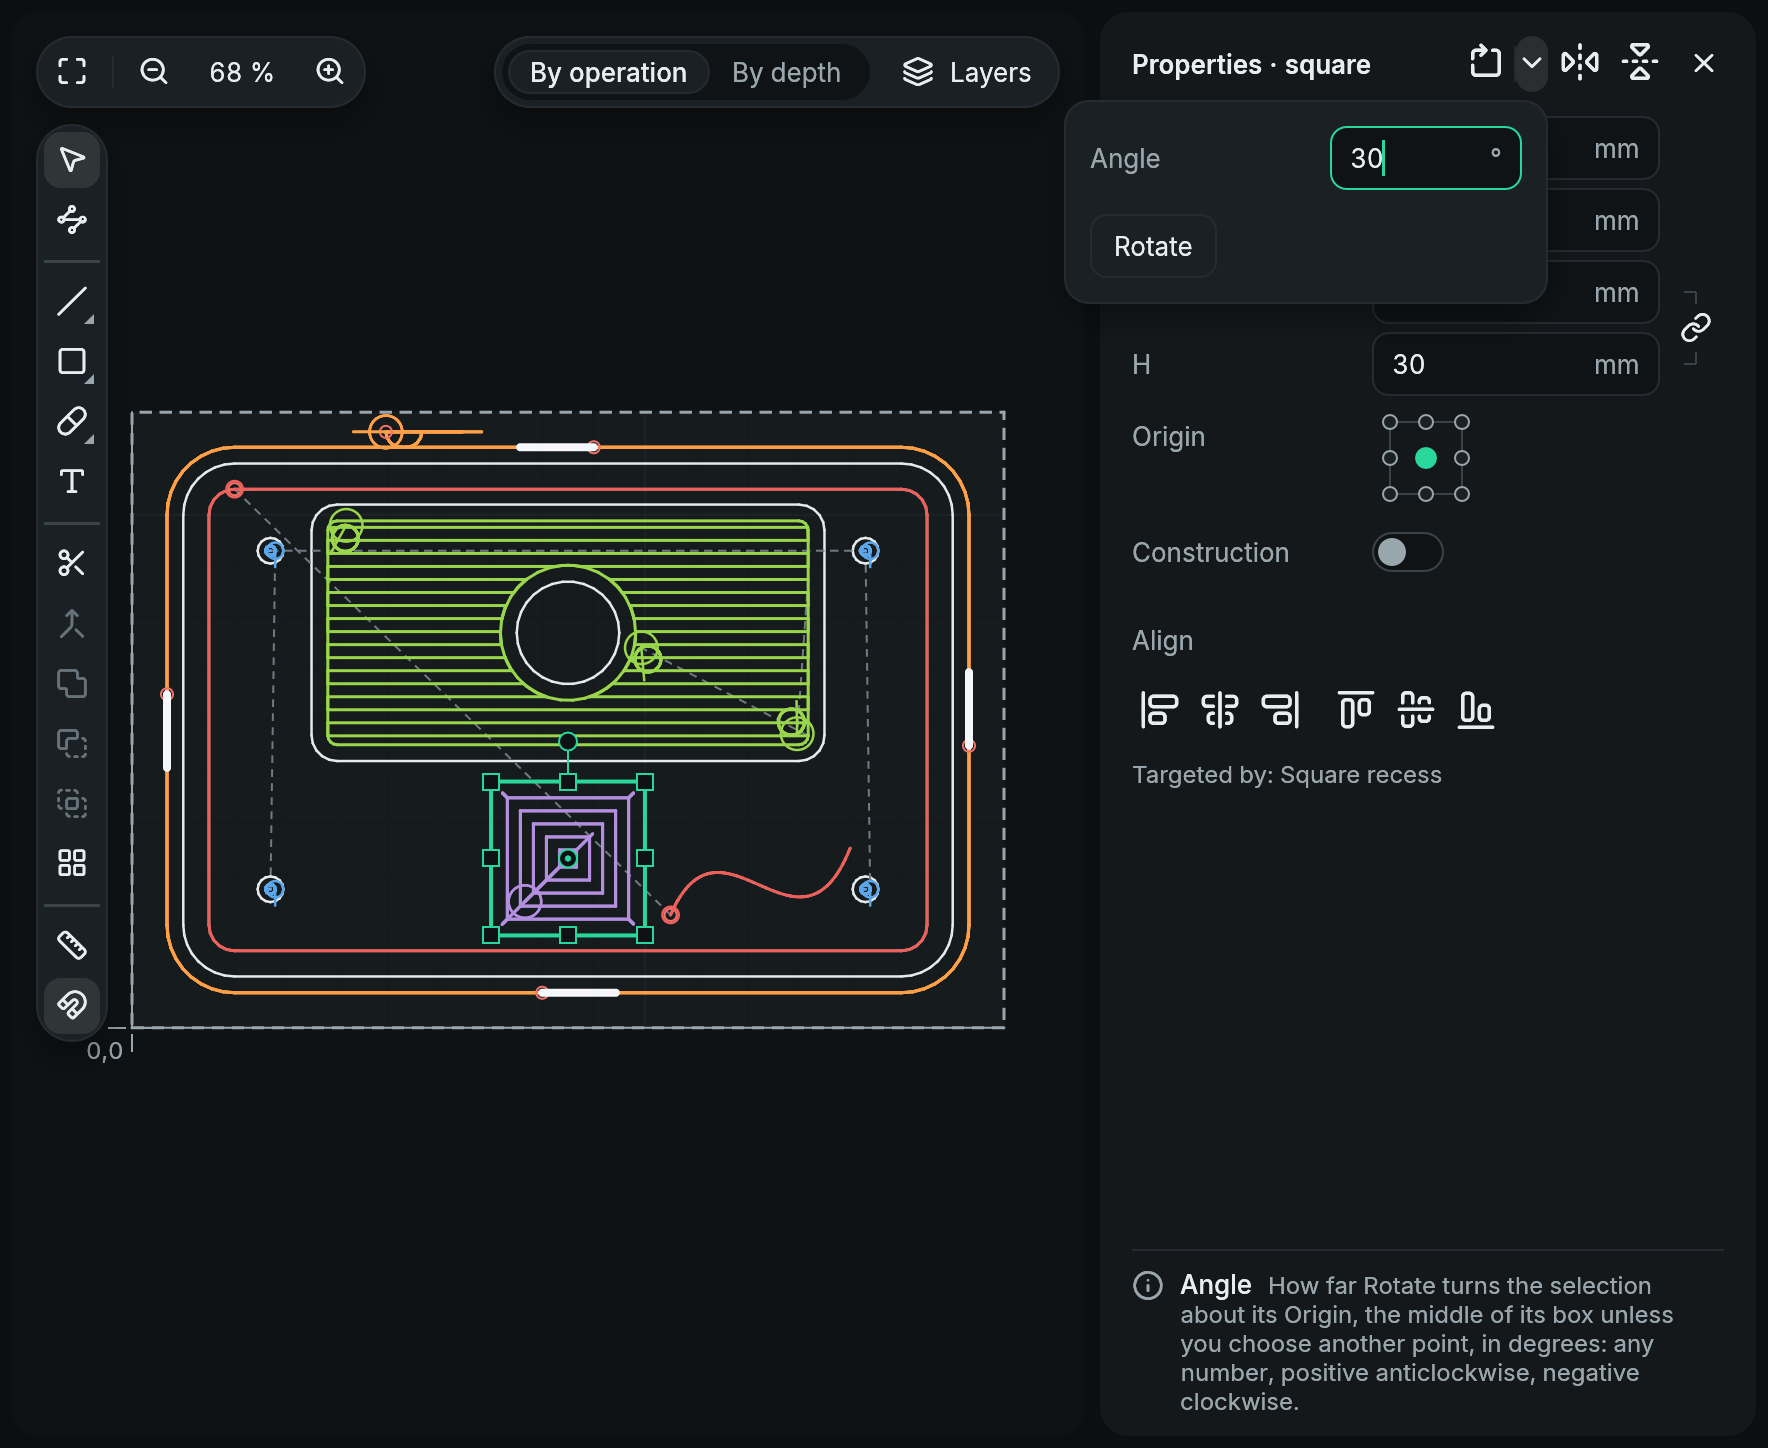 68 %
By operation
By depth
Layers
Properties · square
Angle
30
°
Rotate
mm
mm
mm
H
30
mm
Origin
Construction
Align
Targeted by: Square recess
0,0
Angle How far Rotate turns the selection
about its Origin, the middle of its box unless
you choose another point, in degrees: any
number, positive anticlockwise, negative
clockwise.